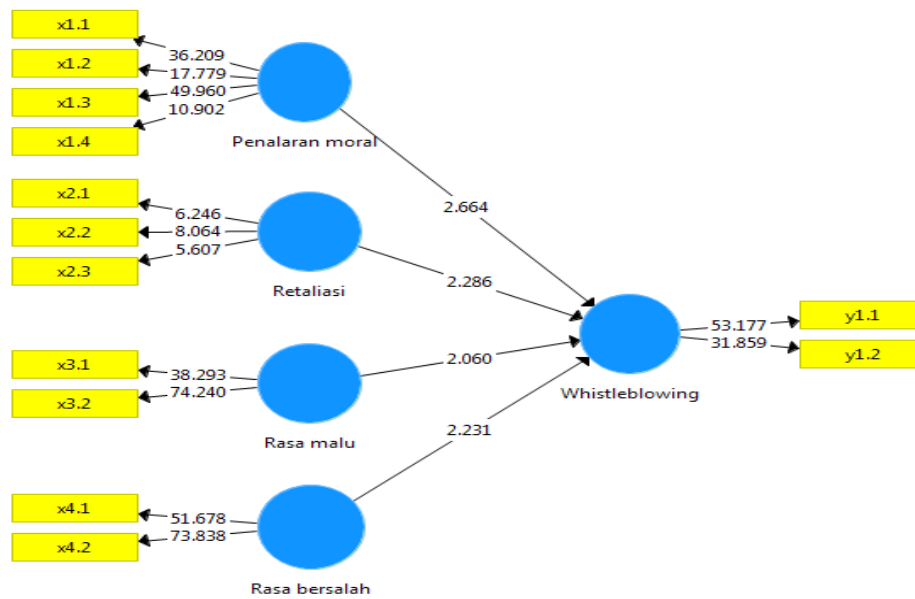 x1.1
36.209
x1.2
17.779
49.960
x1.3
10.902
x1.4
Penalaran moral
2.664
x2.1
6.246
x2.2
8.064
5.607
x2.3
Retaliasi
2.286
x3.1
38.293
x3.2
74.240
Rasa malu
2.060
x4.1
51.678
x4.2
73.838
Rasa bersalah
2.231
Whistleblowing
53.177
y1.1
31.859
y1.2